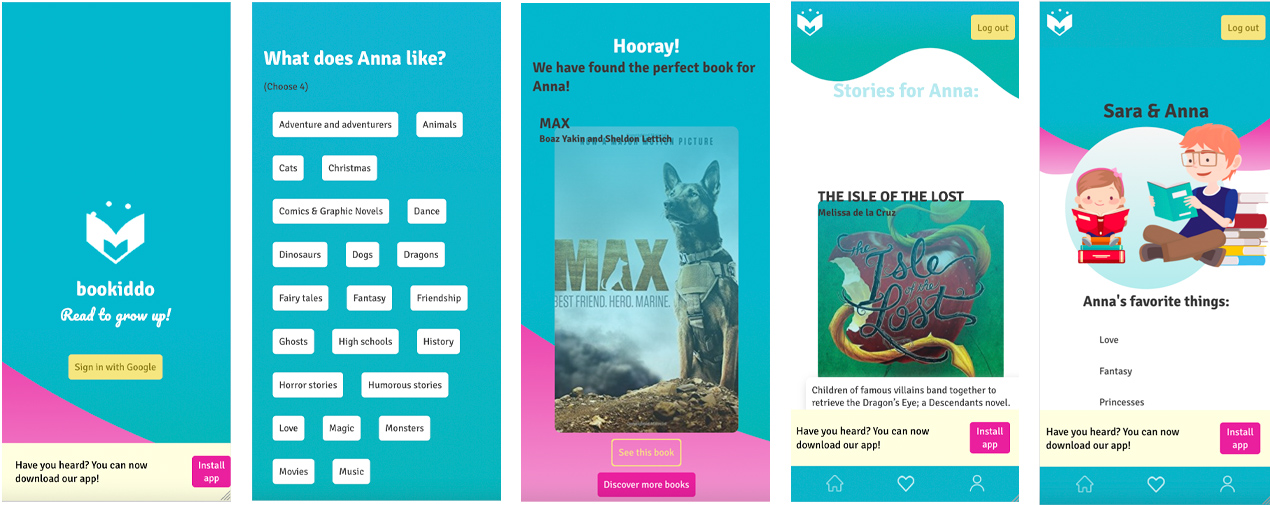 bookiddo
Read to grow up!
Sign in with Google
Have you heard? You can now
download our app!
Install
app
What does Anna like?
(Choose 4)
Adventure and adventurers
Animals
Cats
Christmas
Comics & Graphic Novels
Dance
Dinosaurs
Dogs
Dragons
Fairy tales
Fantasy
Friendship
Ghosts
High schools
History
Horror stories
Humorous stories
Love
Magic
Monsters
Movies
Music
Hooray!
We have found the perfect book for
Anna!
MAX
Boaz Yakin and Sheldon Lettich
NOW A MAJOR MOTION PICTURE
MAX
BEST FRIEND. HERO. MARINE.
See this book
Discover more books
Log out
Stories for Anna:
THE ISLE OF THE LOST
Melissa de la Cruz
the
Isle
of the
Lost
Children of famous villains band together to
retrieve the Dragon's Eye; a Descendants novel.
Have you heard? You can now
download our app!
Install
app
Log out
Sara & Anna
Anna's favorite things:
Love
Fantasy
Princesses
Have you heard? You can now
download our app!
Install
app